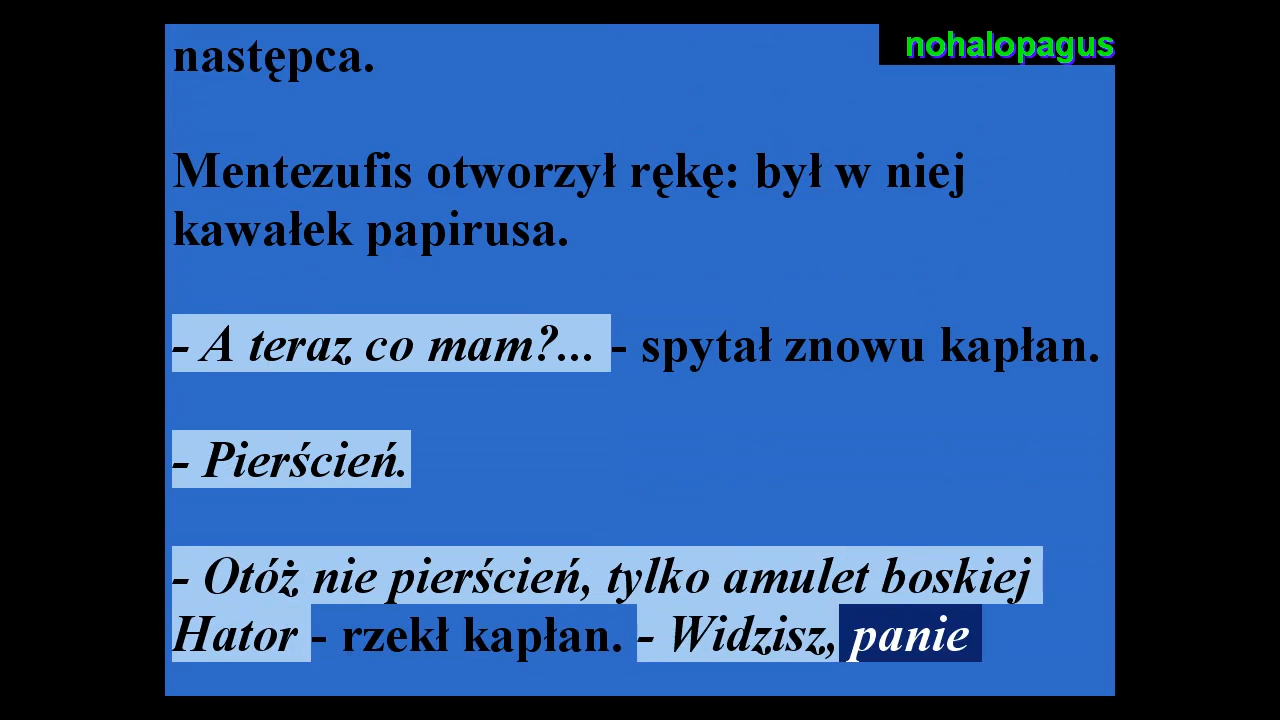 następca.
nohalopagus
Mentezufis otworzył rękę: był w niej
kawałek papirusa.
- A teraz co mam?... - spytał znowu kapłan.
- Pierścień.
- Otóż nie pierścień, tylko amulet boskiej
Hator - rzekł kapłan. - Widzisz, panie